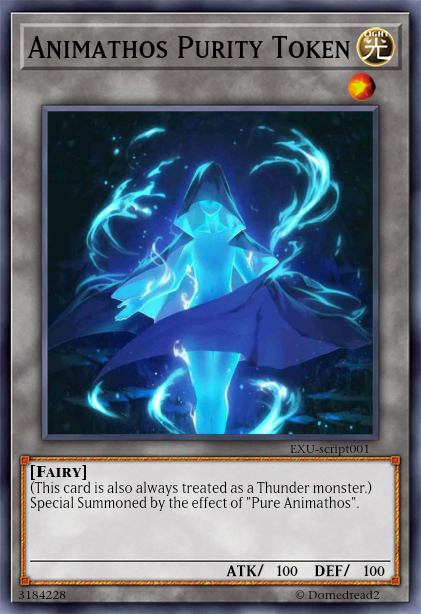 ANIMATHOS PURITY TOKEN
LIGHT
光
EXU-script001
[FAIRY]
(This card is also always treated as a Thunder monster.)
Special Summoned by the effect of "Pure Animathos".
ATK/ 100 DEF/ 100
3184228 © Domedread2